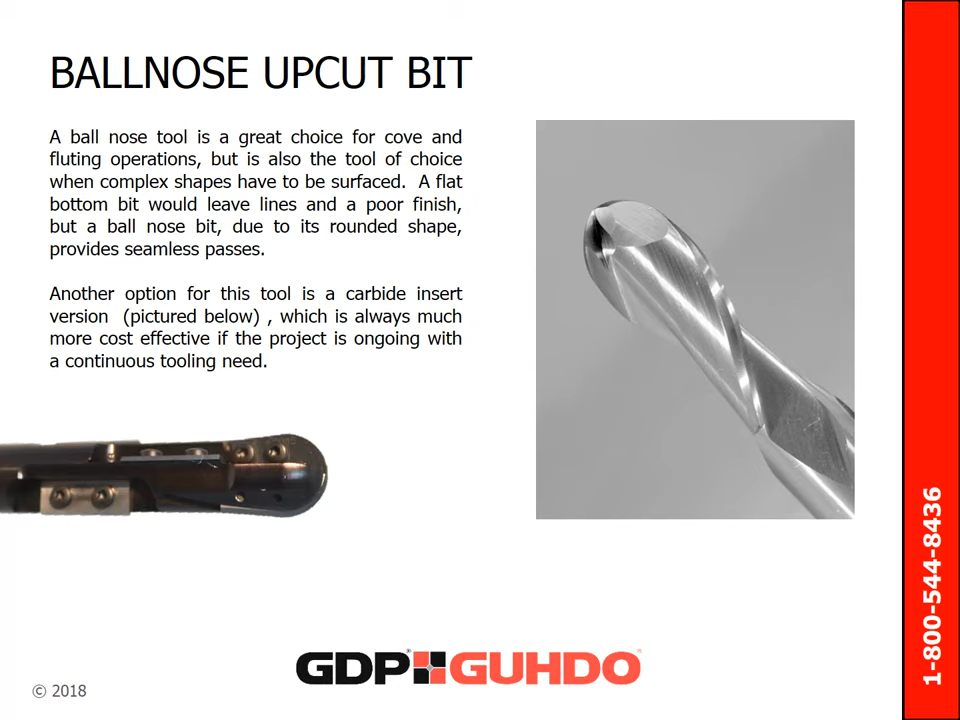 BALLNOSE UPCUT BIT
A ball nose tool is a great choice for cove and
fluting operations, but is also the tool of choice
when complex shapes have to be surfaced.  A flat
bottom bit would leave lines and a poor finish,
but a ball nose bit, due to its rounded shape,
provides seamless passes.
Another option for this tool is a carbide insert
version  (pictured below) , which is always much
more cost effective if the project is ongoing with
a continuous tooling need.
1-800-544-8436
GDP® GUHDO®
© 2018